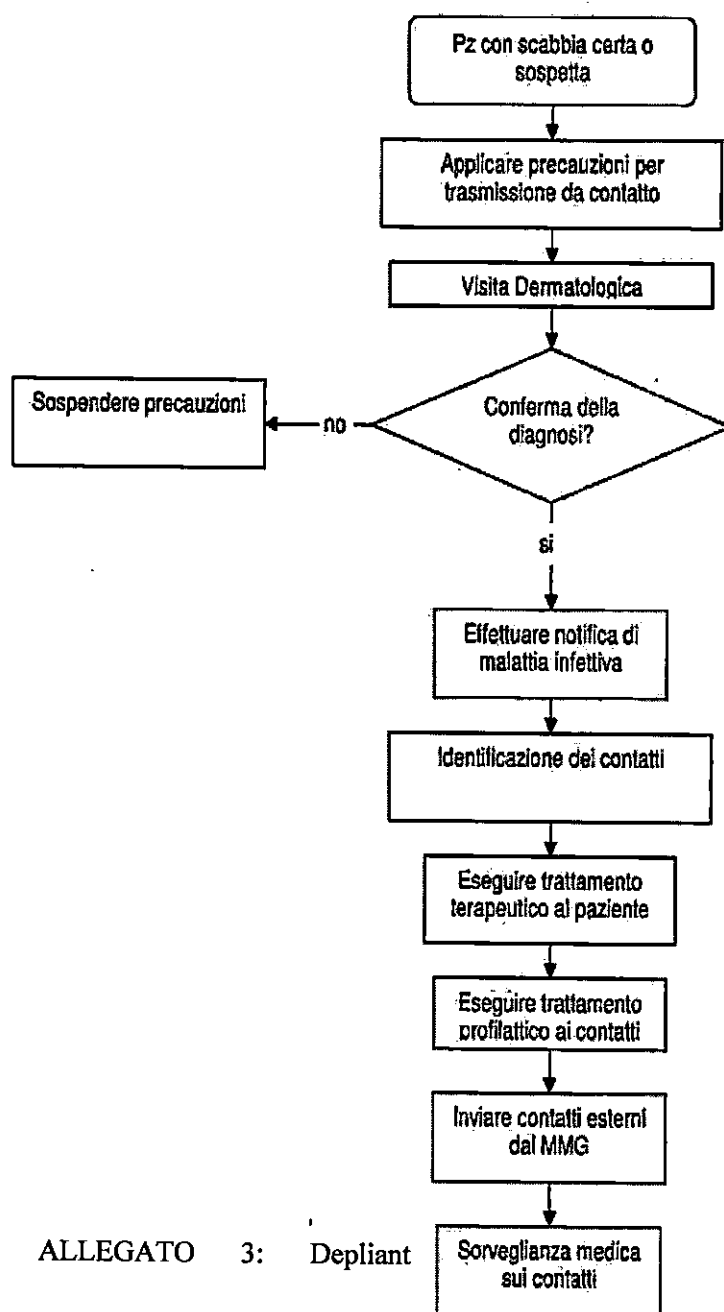 Pz con scabbia certa o
sospetta
Applicare precauzioni per
trasmissione da contatto
Visita Dermatologica
Conferma della
diagnosi?
no
Sospendere precauzioni
si
Effettuare notifica di
malattia infettiva
Identificazione dei contatti
Eseguire trattamento
terapeutico al paziente
Eseguire trattamento
profilattico ai contatti
Inviare contatti esterni
dal MMG
Sorveglianza medica
sui contatti
ALLEGATO 3: Depliant